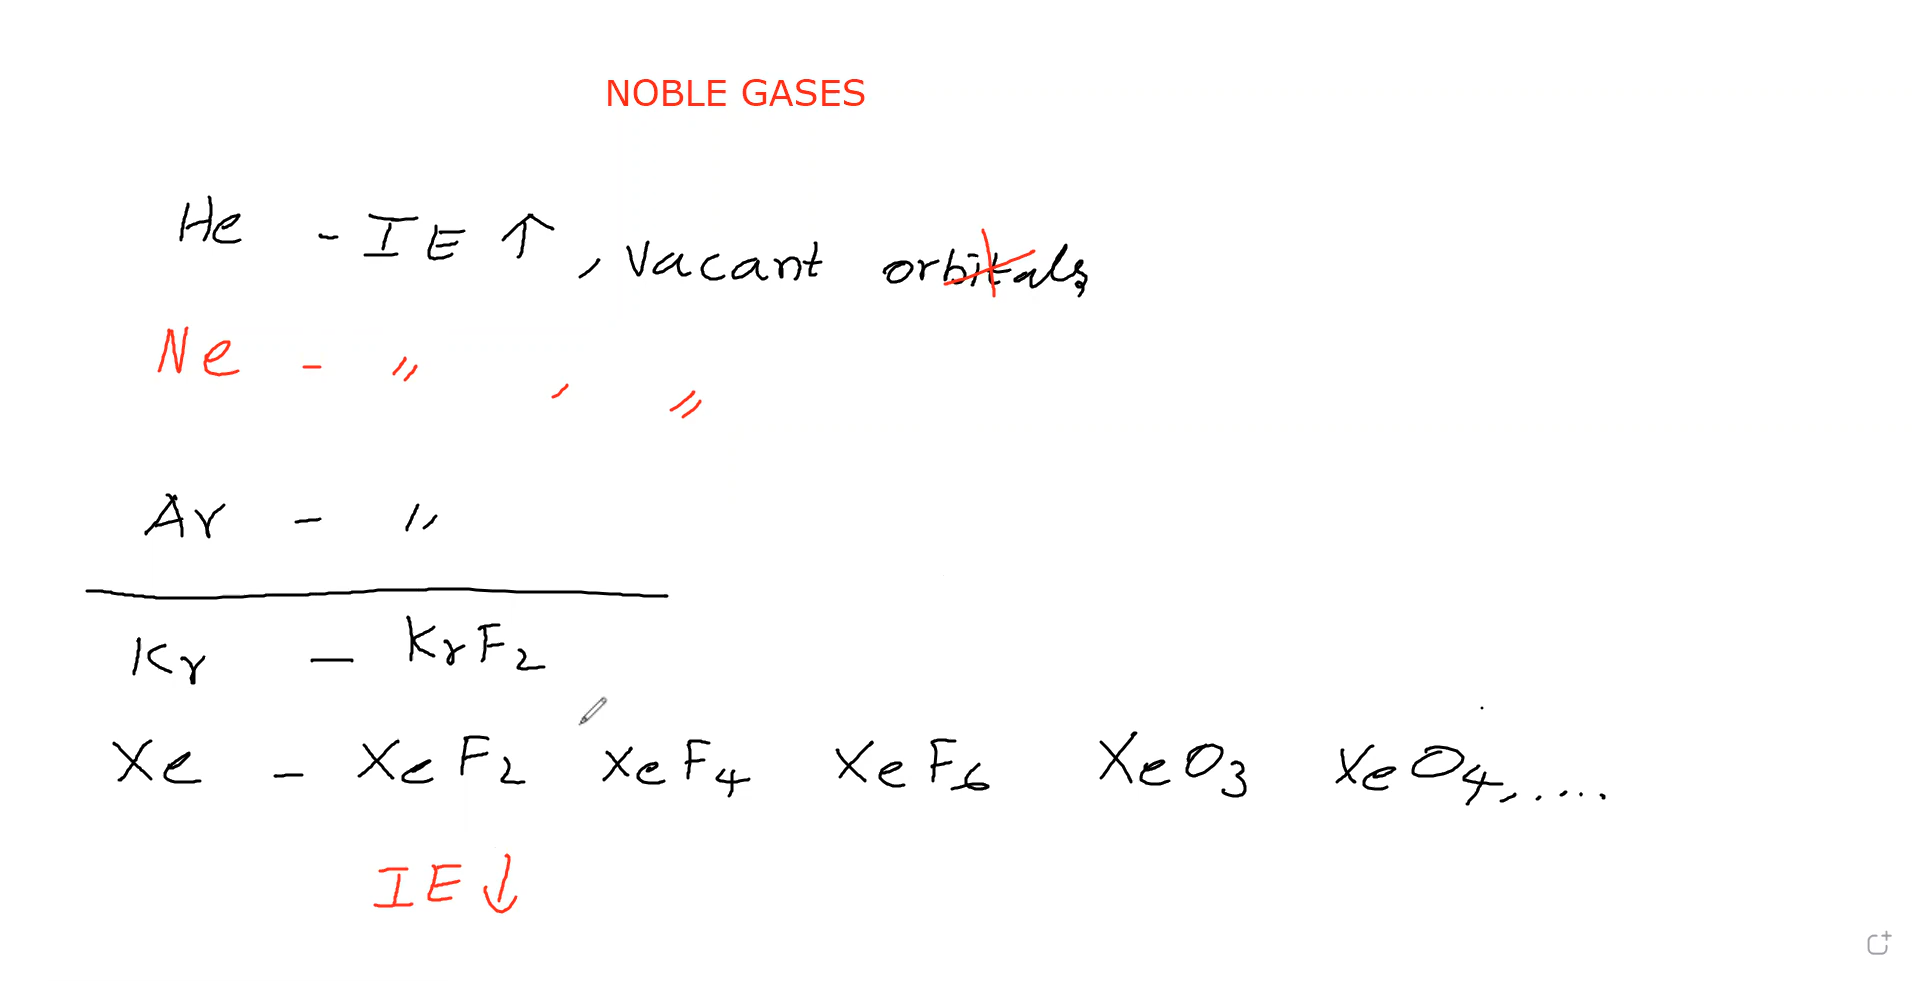 NOBLE GASES
He - IE ↑, vacant orbitals
Ne - " , "
Ar - "
Kr - KrF2
Xe - XeF2 XeF4 XeF6 XeO3 XeO4,....
IE ↓